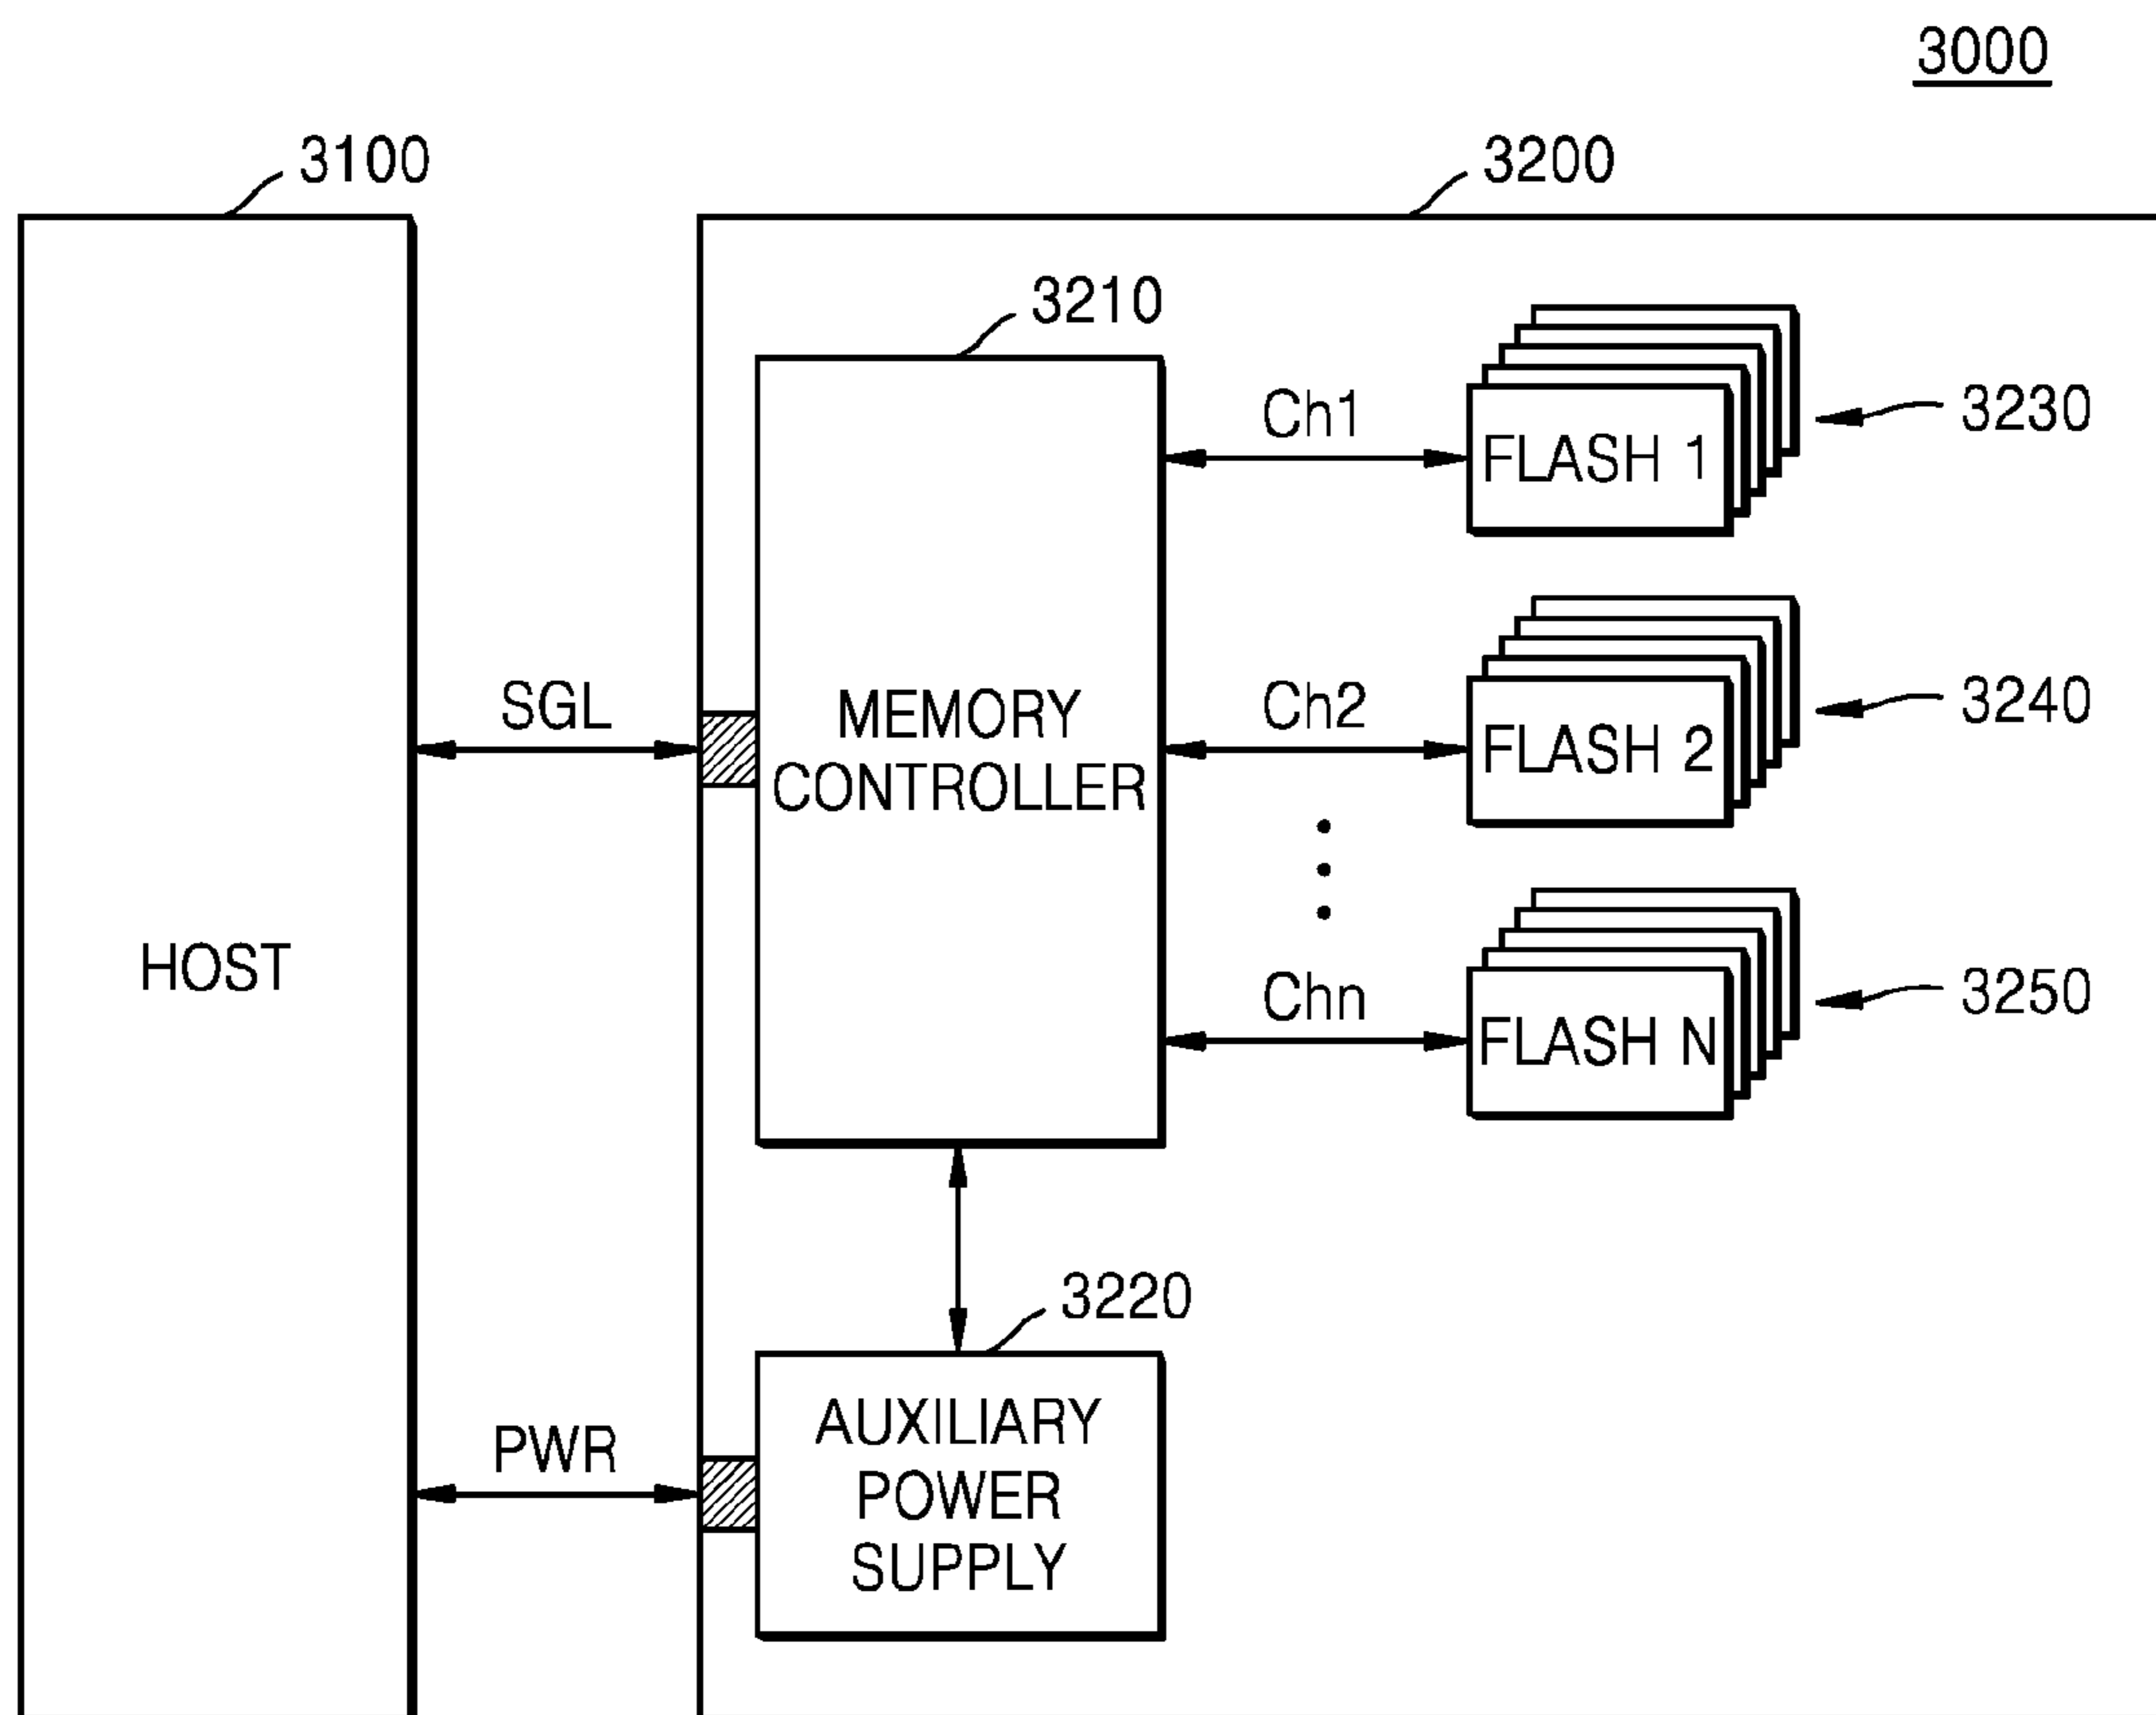 3000
3100
3200
3210
Ch1
FLASH 1
3230
SGL
MEMORY
CONTROLLER
Ch2
FLASH 2
3240
HOST
Chn
FLASH N
3250
3220
PWR
AUXILIARY
POWER
SUPPLY